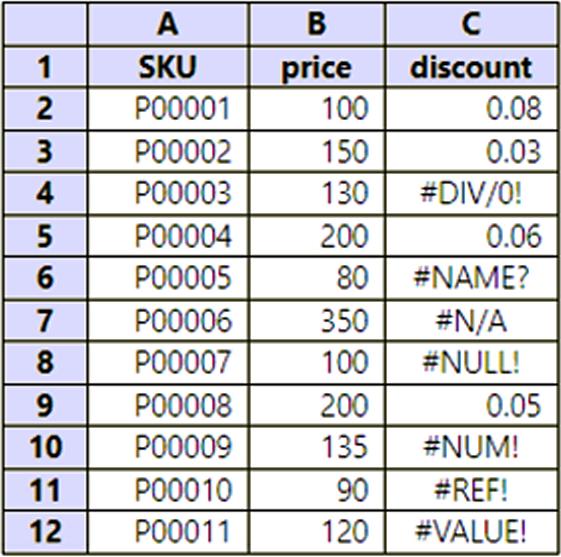 A B C
1 SKU price discount
2 P00001 100 0.08
3 P00002 150 0.03
4 P00003 130 #DIV/0!
5 P00004 200 0.06
6 P00005 80 #NAME?
7 P00006 350 #N/A
8 P00007 100 #NULL!
9 P00008 200 0.05
10 P00009 135 #NUM!
11 P00010 90 #REF!
12 P00011 120 #VALUE!